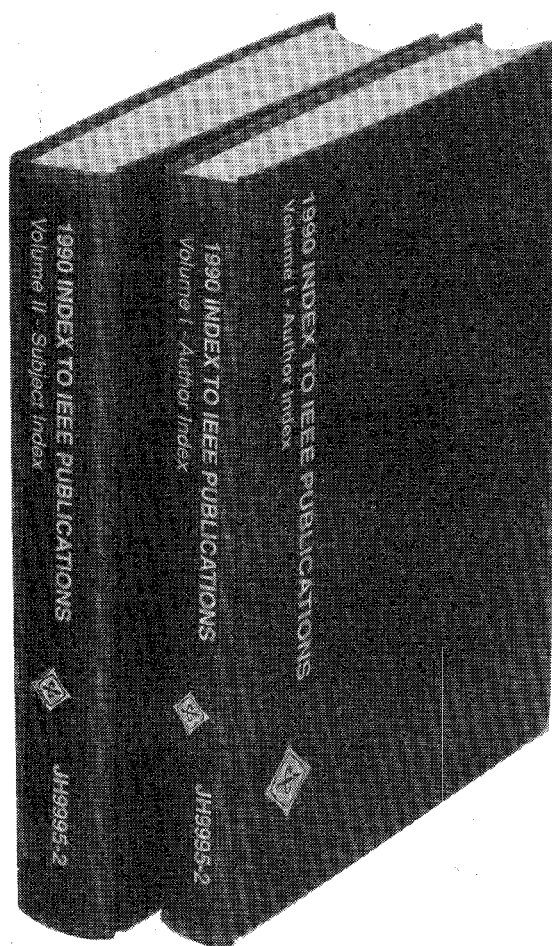 1990 INDEX TO IEEE PUBLICATIONS
Volume II - Subject Index
JH9995-2
1990 INDEX TO IEEE PUBLICATIONS
Volume I - Author Index
JH9995-2
1990 INDEX TO IEEE PUBLICATIONS
Volume I - Author Index